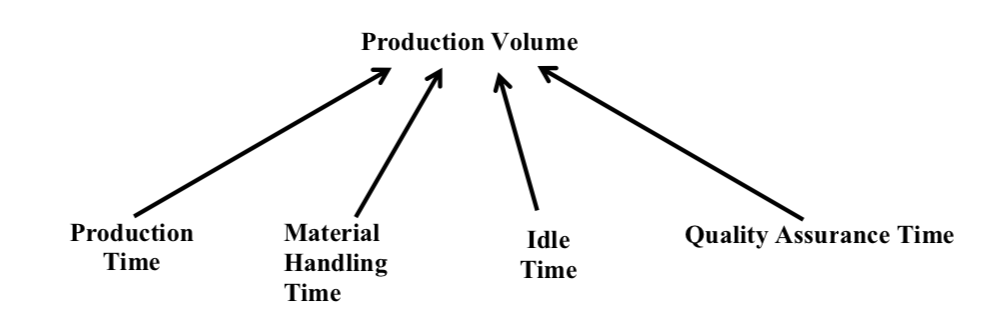 Production Volume
Production
Time
Material
Handling
Time
Idle
Time
Quality Assurance Time